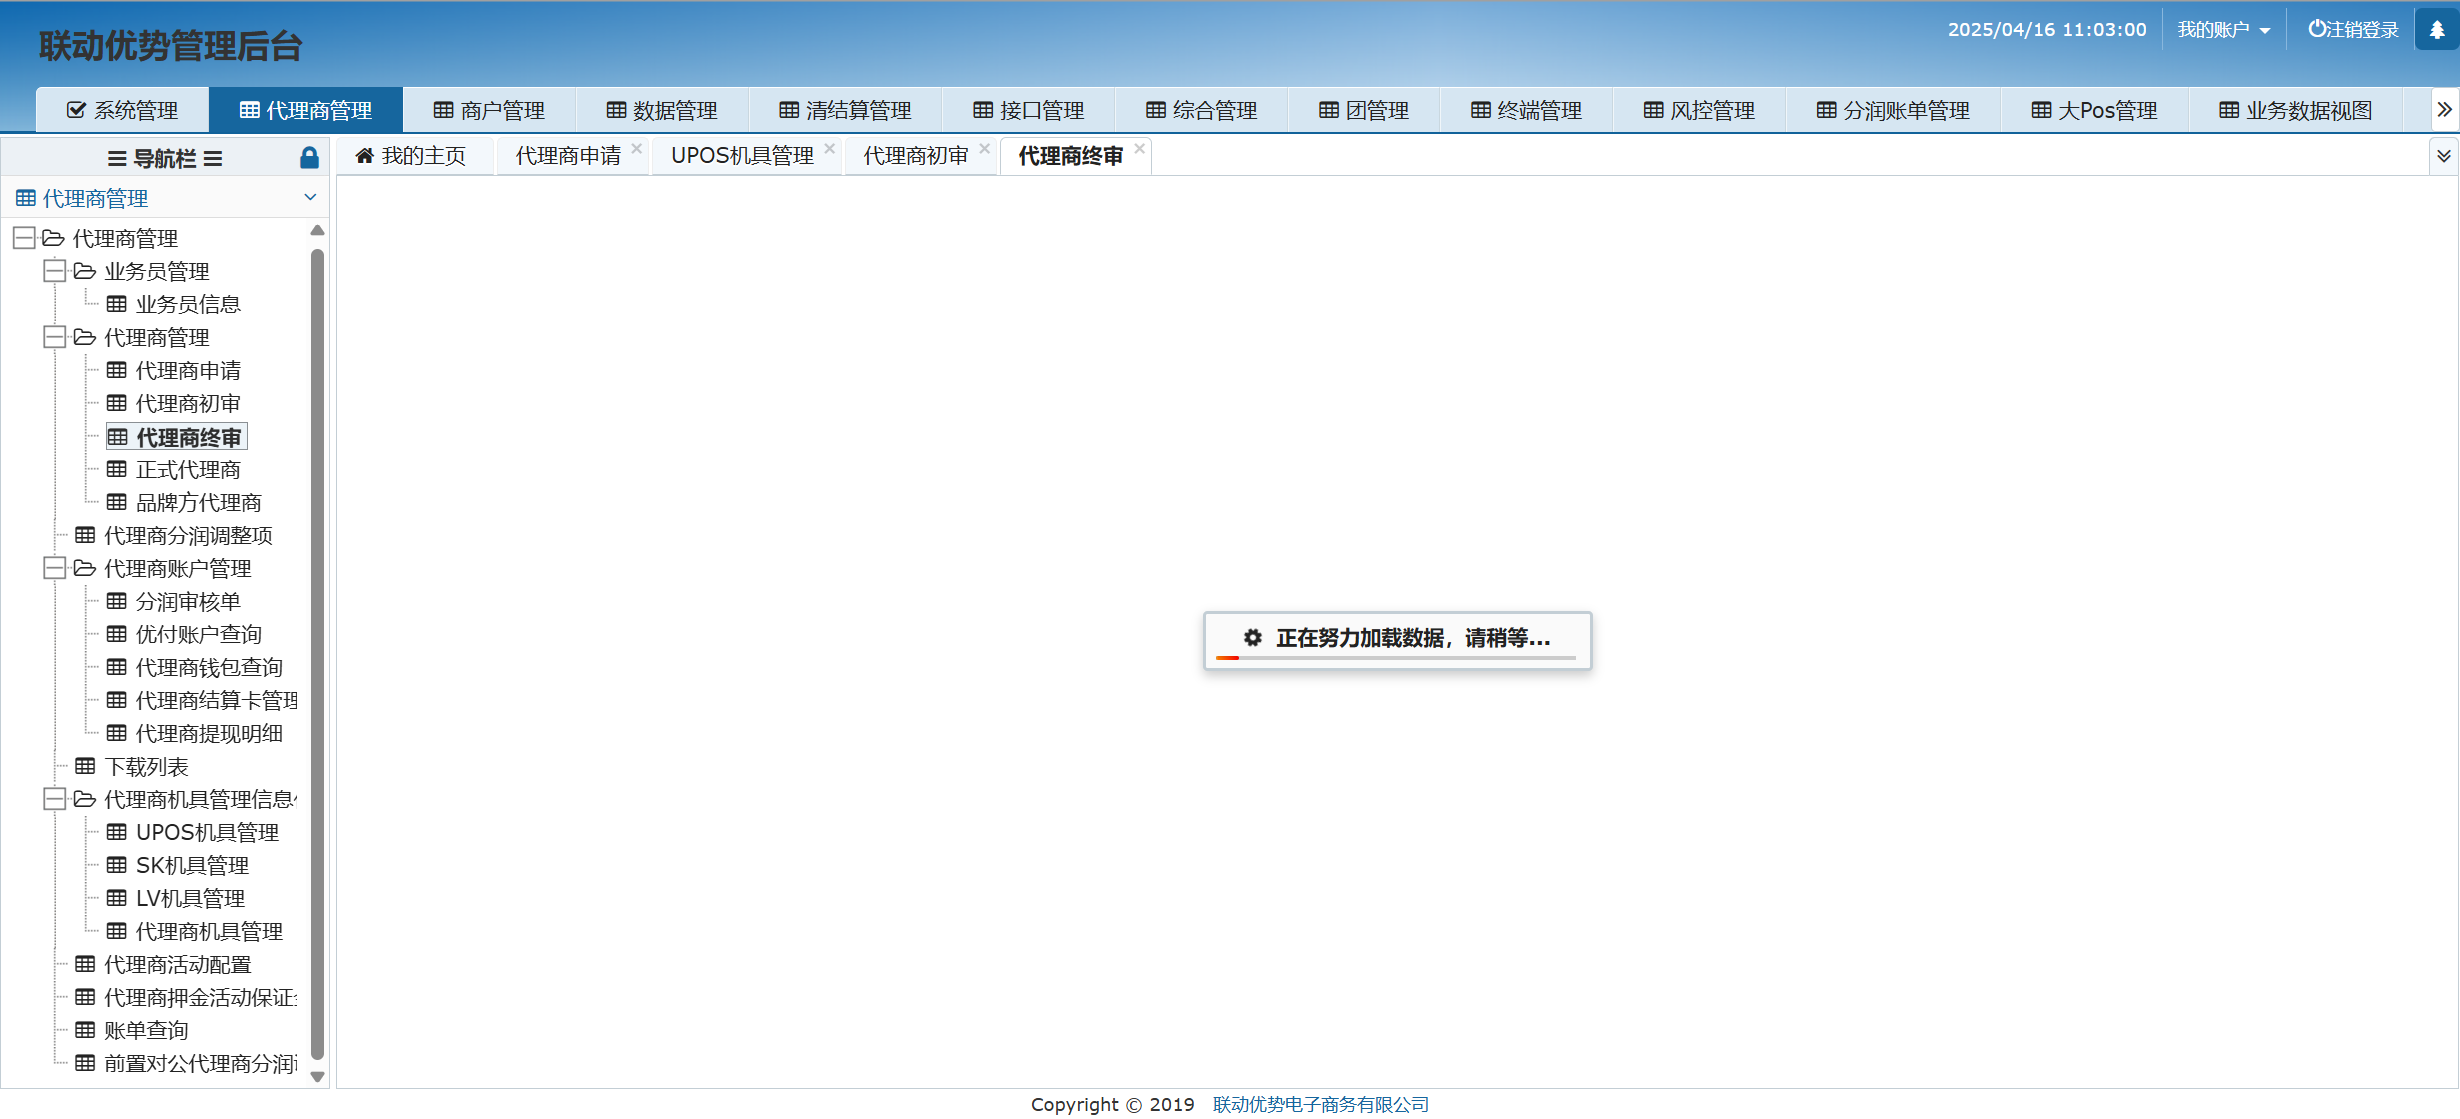 联动优势管理后台
2025/04/16 11:03:00 我的账户 注销登录
系统管理 代理商管理 商户管理 数据管理 清结算管理 接口管理 综合管理 团管理 终端管理 风控管理 分润账单管理 大Pos管理 业务数据视图
导航栏
我的主页 代理商申请 UPOS机具管理 代理商初审 代理商终审
代理商管理
代理商管理
业务员管理
业务员信息
代理商管理
代理商申请
代理商初审
代理商终审
正式代理商
品牌方代理商
代理商分润调整项
代理商账户管理
分润审核单
优付账户查询
代理商钱包查询
代理商结算卡管理
代理商提现明细
下载列表
代理商机具管理信息
UPOS机具管理
SK机具管理
LV机具管理
代理商机具管理
代理商活动配置
代理商押金活动保证
账单查询
前置对公代理商分润
正在努力加载数据，请稍等...
Copyright © 2019 联动优势电子商务有限公司